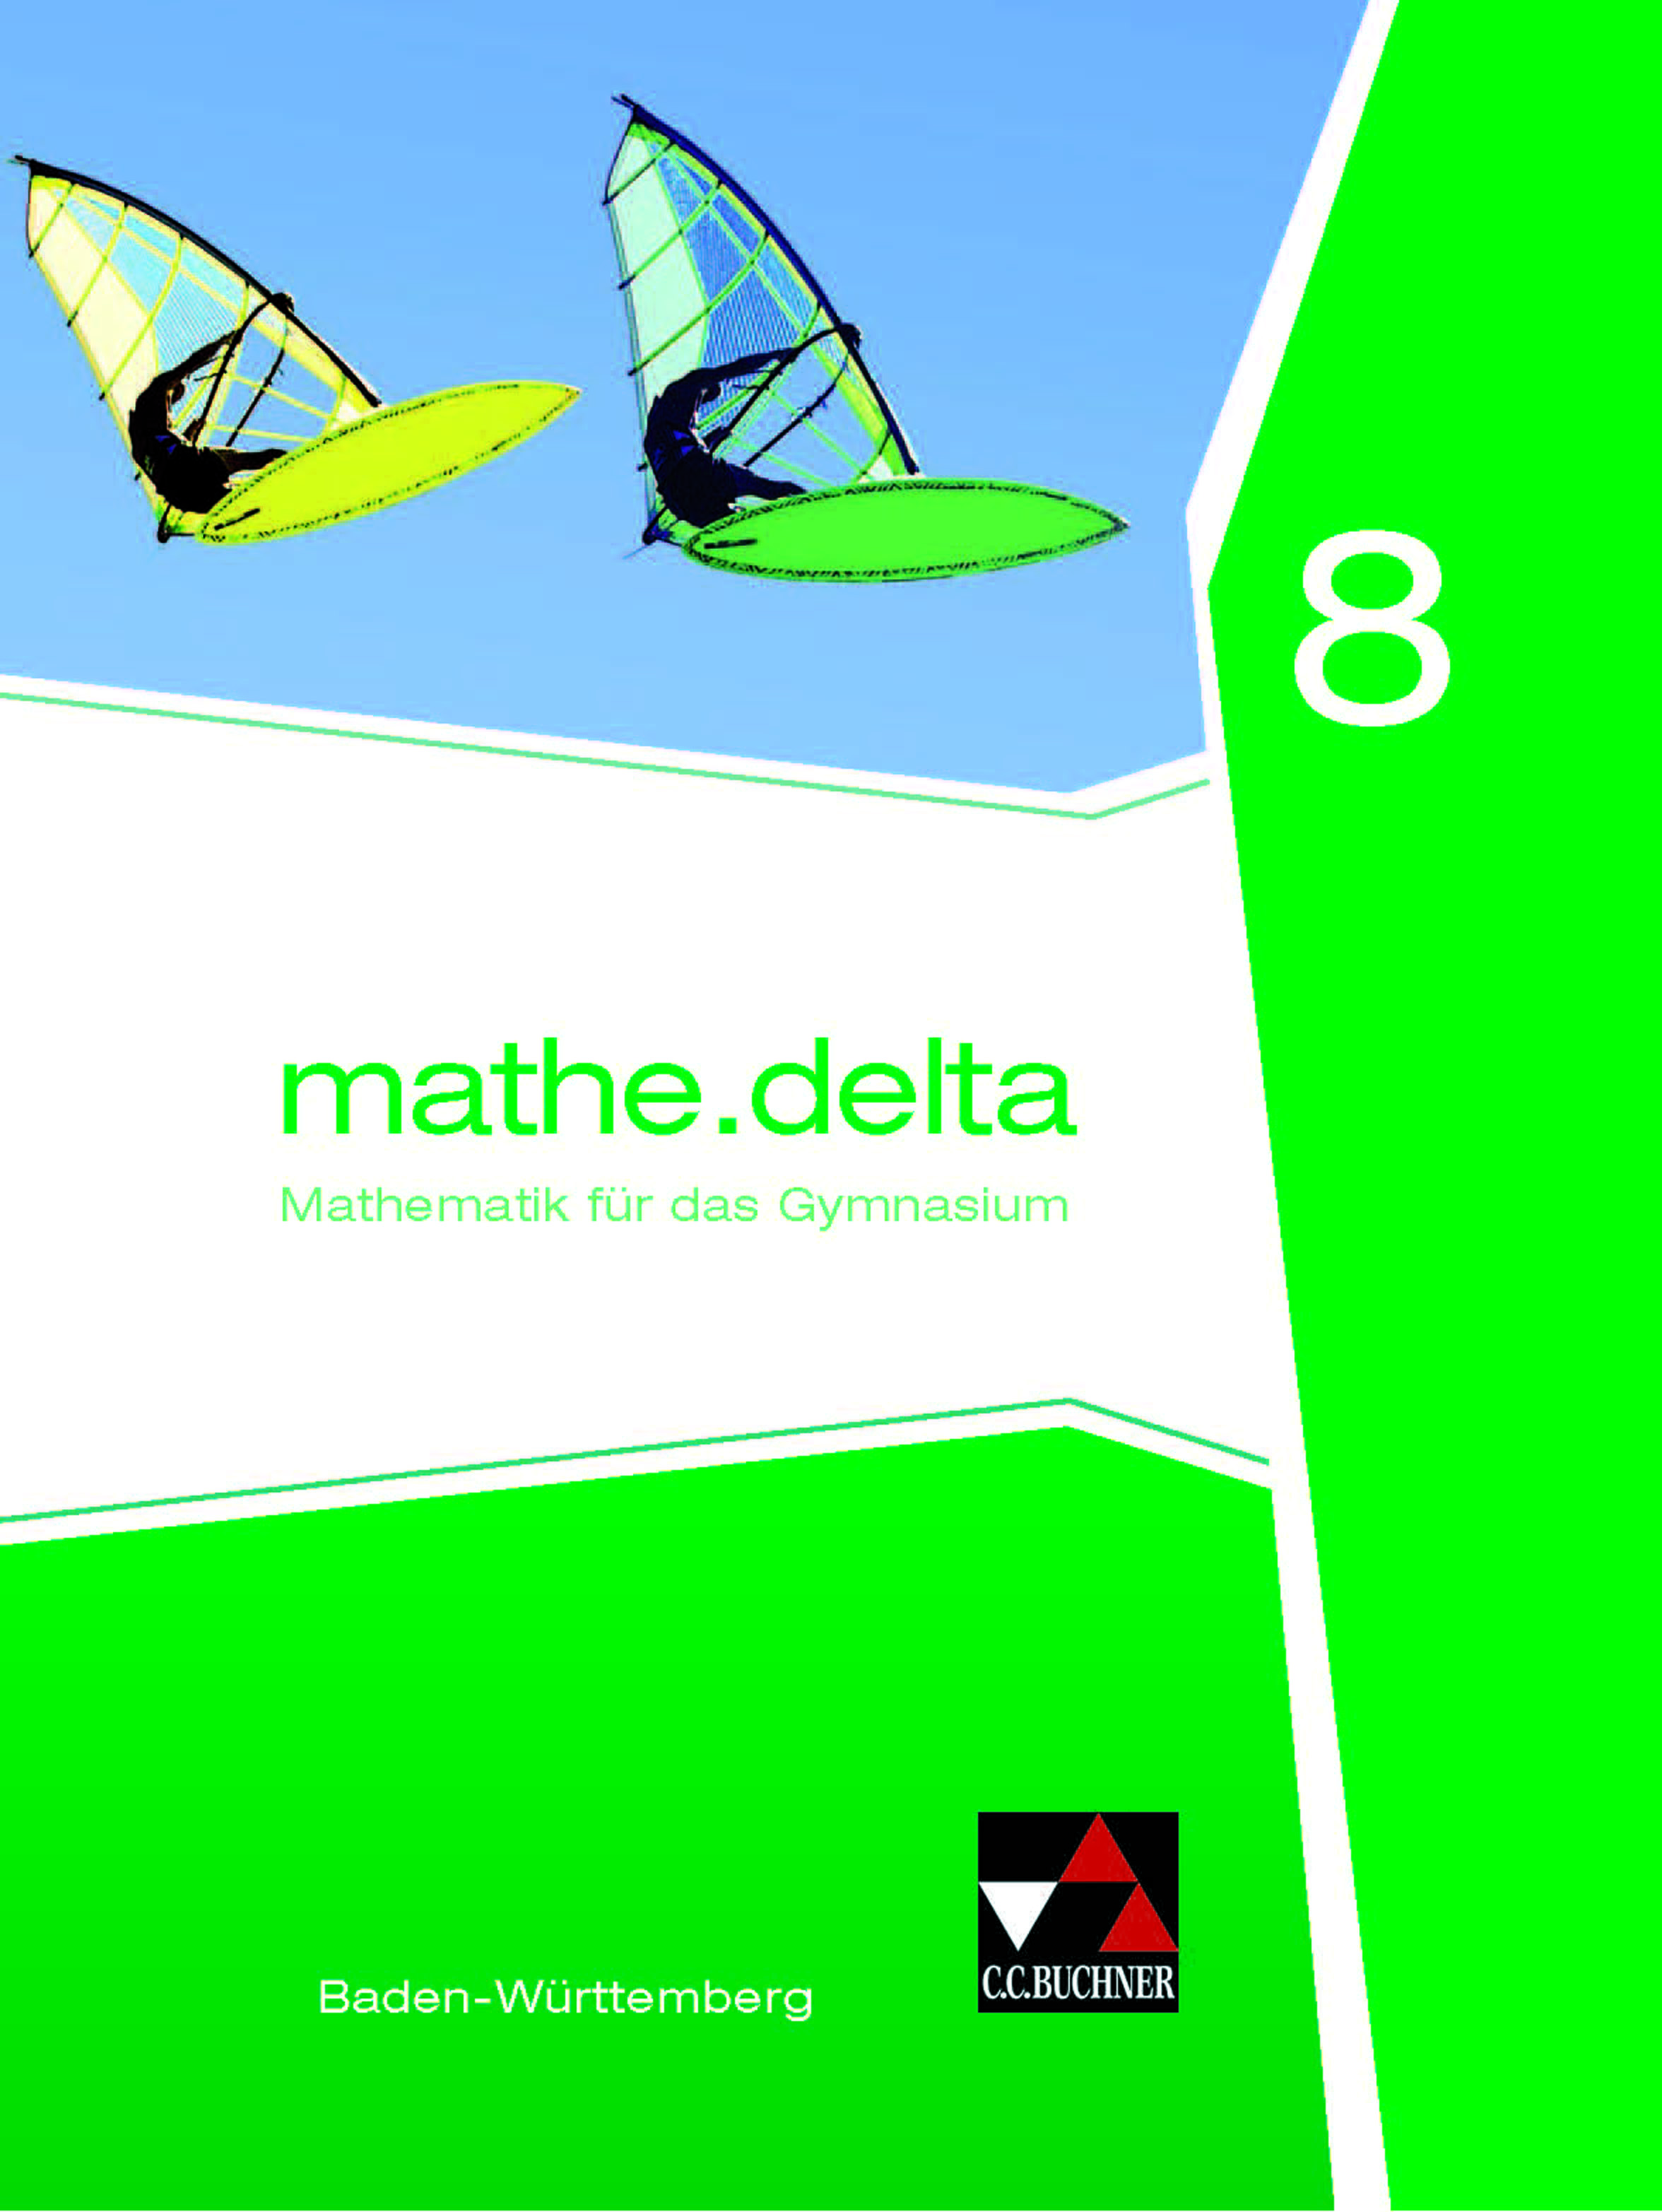 8
mathe.delta
Mathematik für das Gymnasium
Baden-Württemberg
C.C.BUCHNER